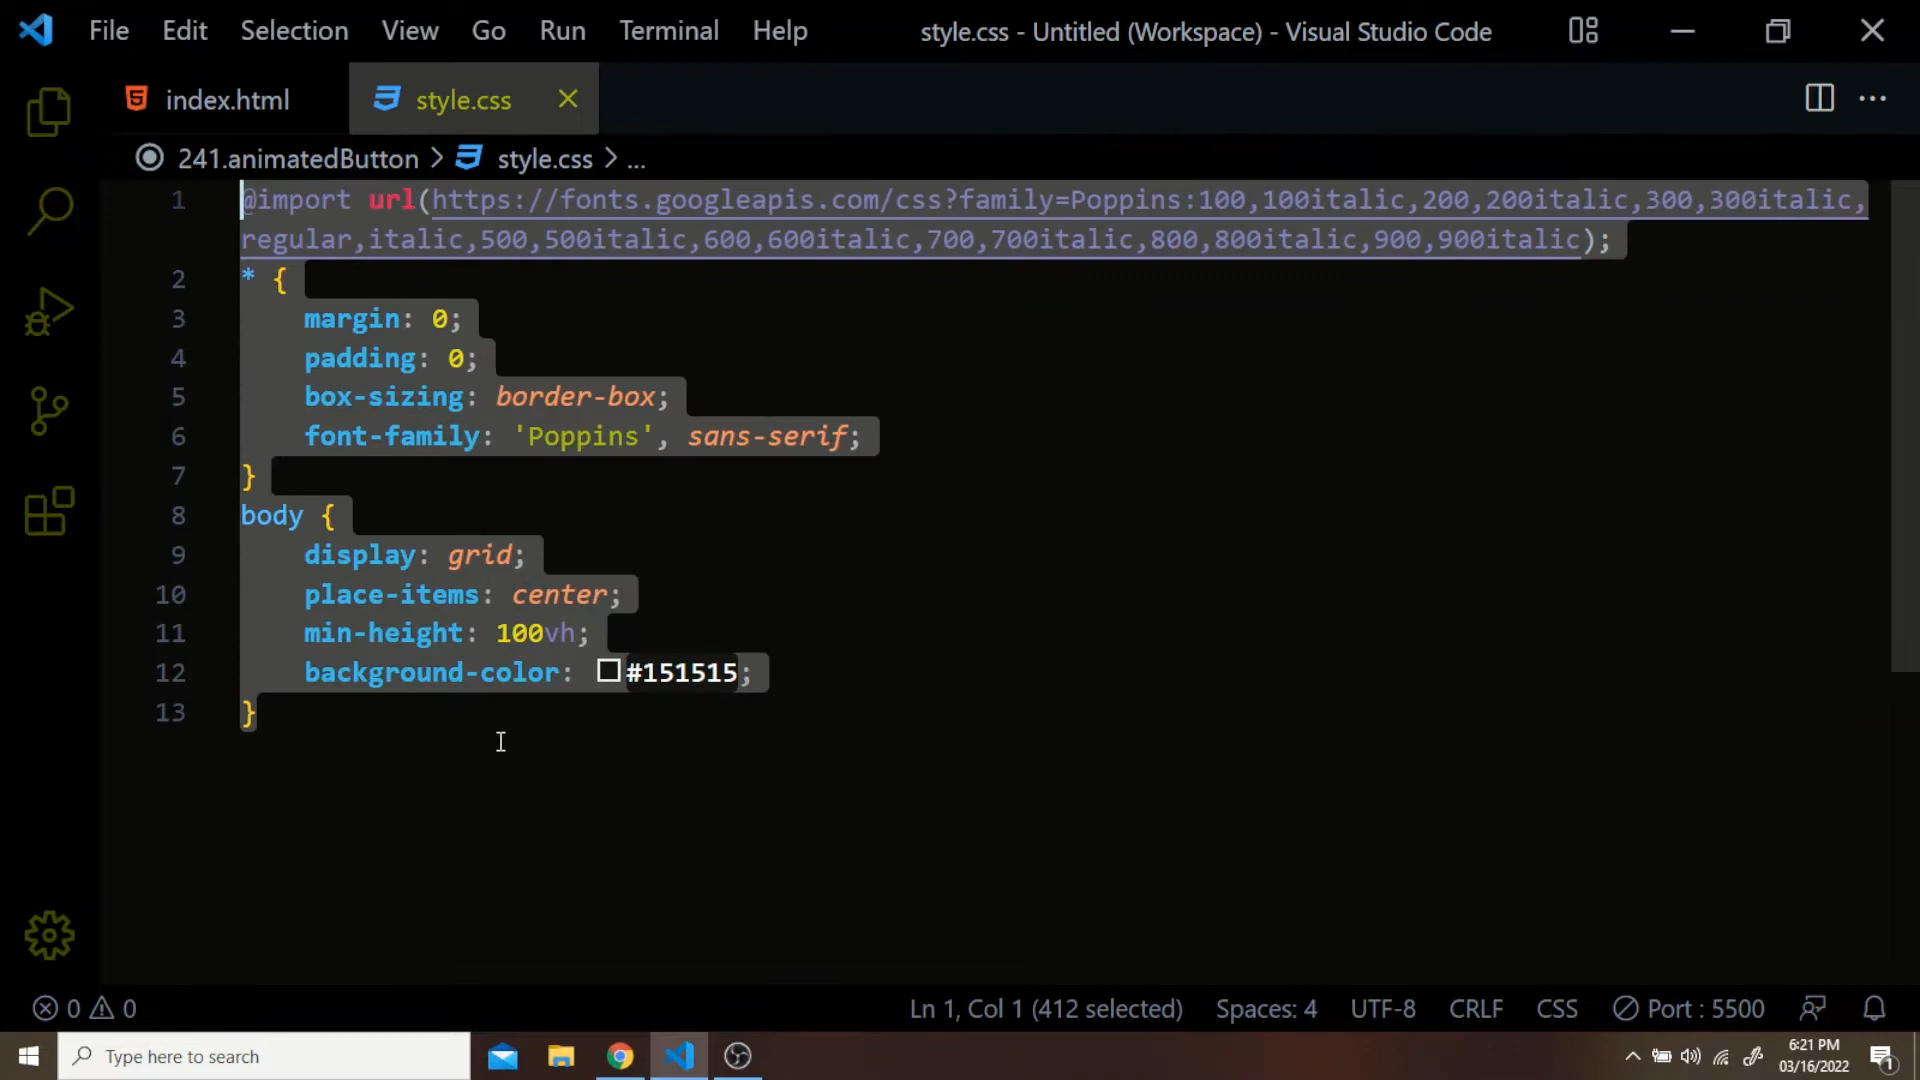 File Edit Selection View Go Run Terminal Help style.css - Untitled (Workspace) - Visual Studio Code
index.html style.css
241.animatedButton > style.css > ...
1 @import url(https://fonts.googleapis.com/css?family=Poppins:100,100italic,200,200italic,300,300italic,
regular,italic,500,500italic,600,600italic,700,700italic,800,800italic,900,900italic);
2 * {
3 margin: 0;
4 padding: 0;
5 box-sizing: border-box;
6 font-family: 'Poppins', sans-serif;
7 }
8 body {
9 display: grid;
10 place-items: center;
11 min-height: 100vh;
12 background-color: #151515;
13 }
0 0 Ln 1, Col 1 (412 selected) Spaces: 4 UTF-8 CRLF CSS Port : 5500
Type here to search
6:21 PM
03/16/2022
1